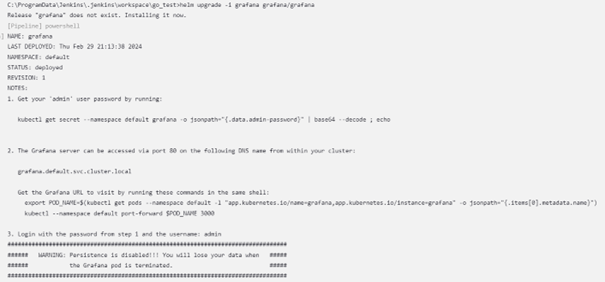 C:\ProgramData\Jenkins\.jenkins\workspace\go_test>helm upgrade -i grafana grafana/grafana
Release "grafana" does not exist. Installing it now.
[Pipeline] powershell
NAME: grafana
LAST DEPLOYED: Thu Feb 29 21:13:38 2024
NAMESPACE: default
STATUS: deployed
REVISION: 1
NOTES:
1. Get your 'admin' user password by running:
kubectl get secret --namespace default grafana -o jsonpath="{.data.admin-password}" | base64 --decode ; echo
2. The Grafana server can be accessed via port 80 on the following DNS name from within your cluster:
grafana.default.svc.cluster.local
Get the Grafana URL to visit by running these commands in the same shell:
export POD_NAME=$(kubectl get pods --namespace default -l "app.kubernetes.io/name=grafana,app.kubernetes.io/instance=grafana" -o jsonpath="{.items[0].metadata.name}")
kubectl --namespace default port-forward $POD_NAME 3000
3. Login with the password from step 1 and the username: admin
#################################################################################
###### WARNING: Persistence is disabled!!! You will lose your data when #####
###### the Grafana pod is terminated. #####
#################################################################################